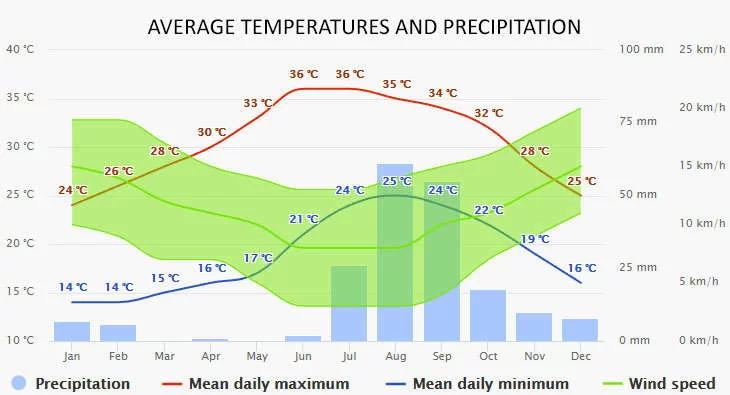 AVERAGE TEMPERATURES AND PRECIPITATION
40 °C 100 mm 25 km/h
36 °C 36 °C
35 °C 35 °C 34 °C 20 km/h
33 °C 32 °C 75 mm
30 °C 30 °C
28 °C 28 °C 15 km/h
26 °C 25 °C
24 °C 24 °C 25 °C 24 °C
25 °C 50 mm
21 °C 22 °C 10 km/h
20 °C 19 °C
17 °C 25 mm
14 °C 14 °C 15 °C 16 °C 16 °C
15 °C 5 km/h
10 °C 0 mm 0 km/h
Jan Feb Mar Apr May Jun Jul Aug Sep Oct Nov Dec
Precipitation Mean daily maximum Mean daily minimum Wind speed